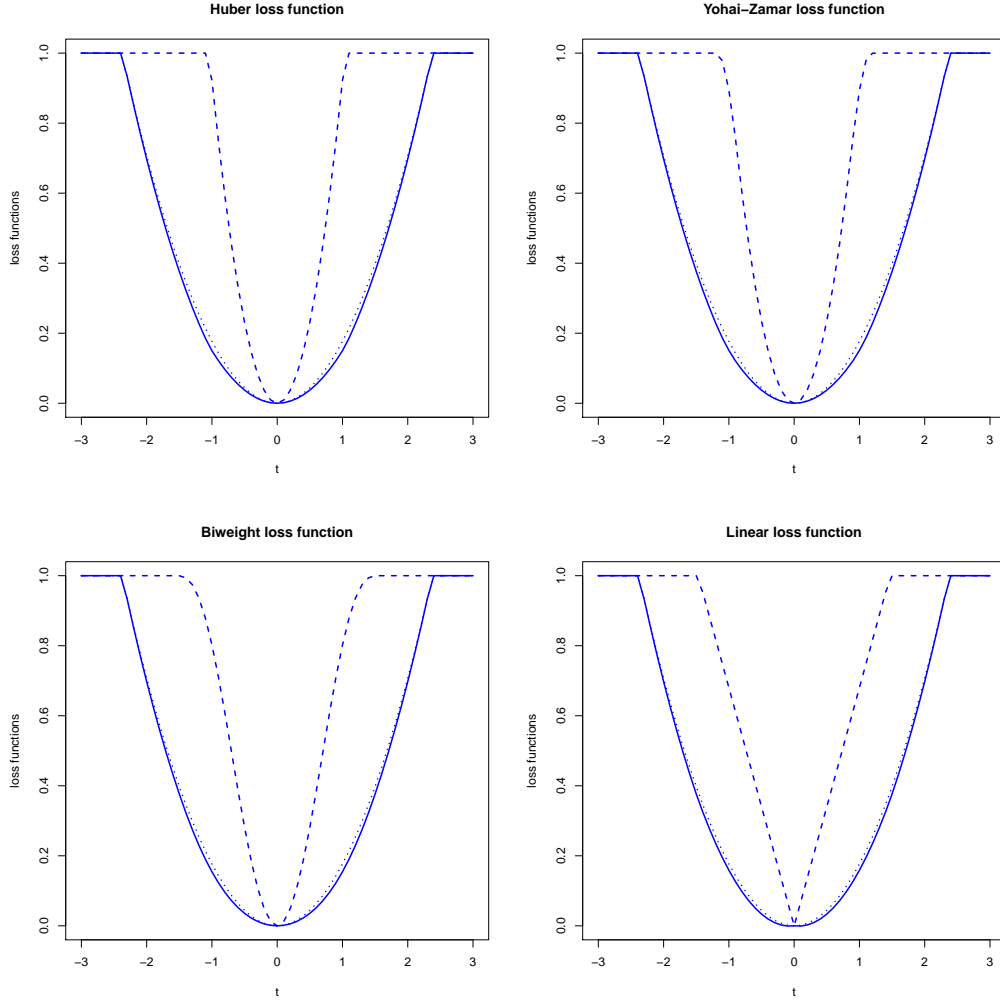 Huber loss function
loss functions
1.0
0.8
0.6
0.4
0.2
0.0
−3 −2 −1 0 1 2 3
t
Yohai−Zamar loss function
loss functions
1.0
0.8
0.6
0.4
0.2
0.0
−3 −2 −1 0 1 2 3
t
Biweight loss function
loss functions
1.0
0.8
0.6
0.4
0.2
0.0
−3 −2 −1 0 1 2 3
t
Linear loss function
loss functions
1.0
0.8
0.6
0.4
0.2
0.0
−3 −2 −1 0 1 2 3
t